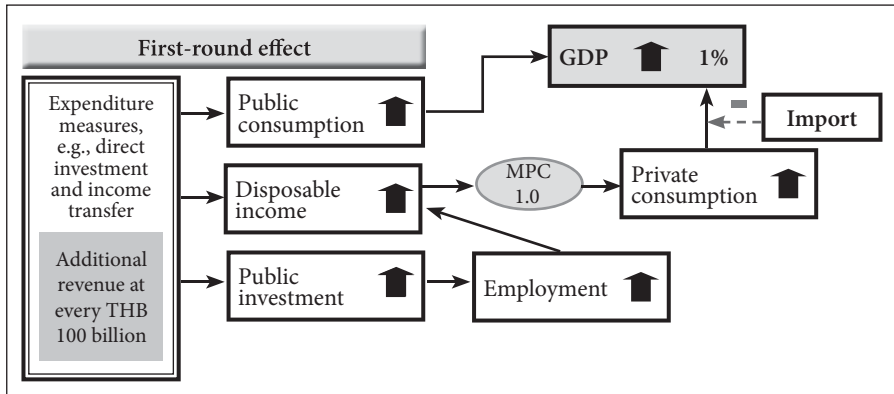 First-round effect
GDP 1%
Expenditure
measures,
e.g., direct
investment
and income
transfer
Additional
revenue at
every THB
100 billion
Public
consumption
Import
Disposable
income
MPC
1.0
Private
consumption
Public
investment
Employment